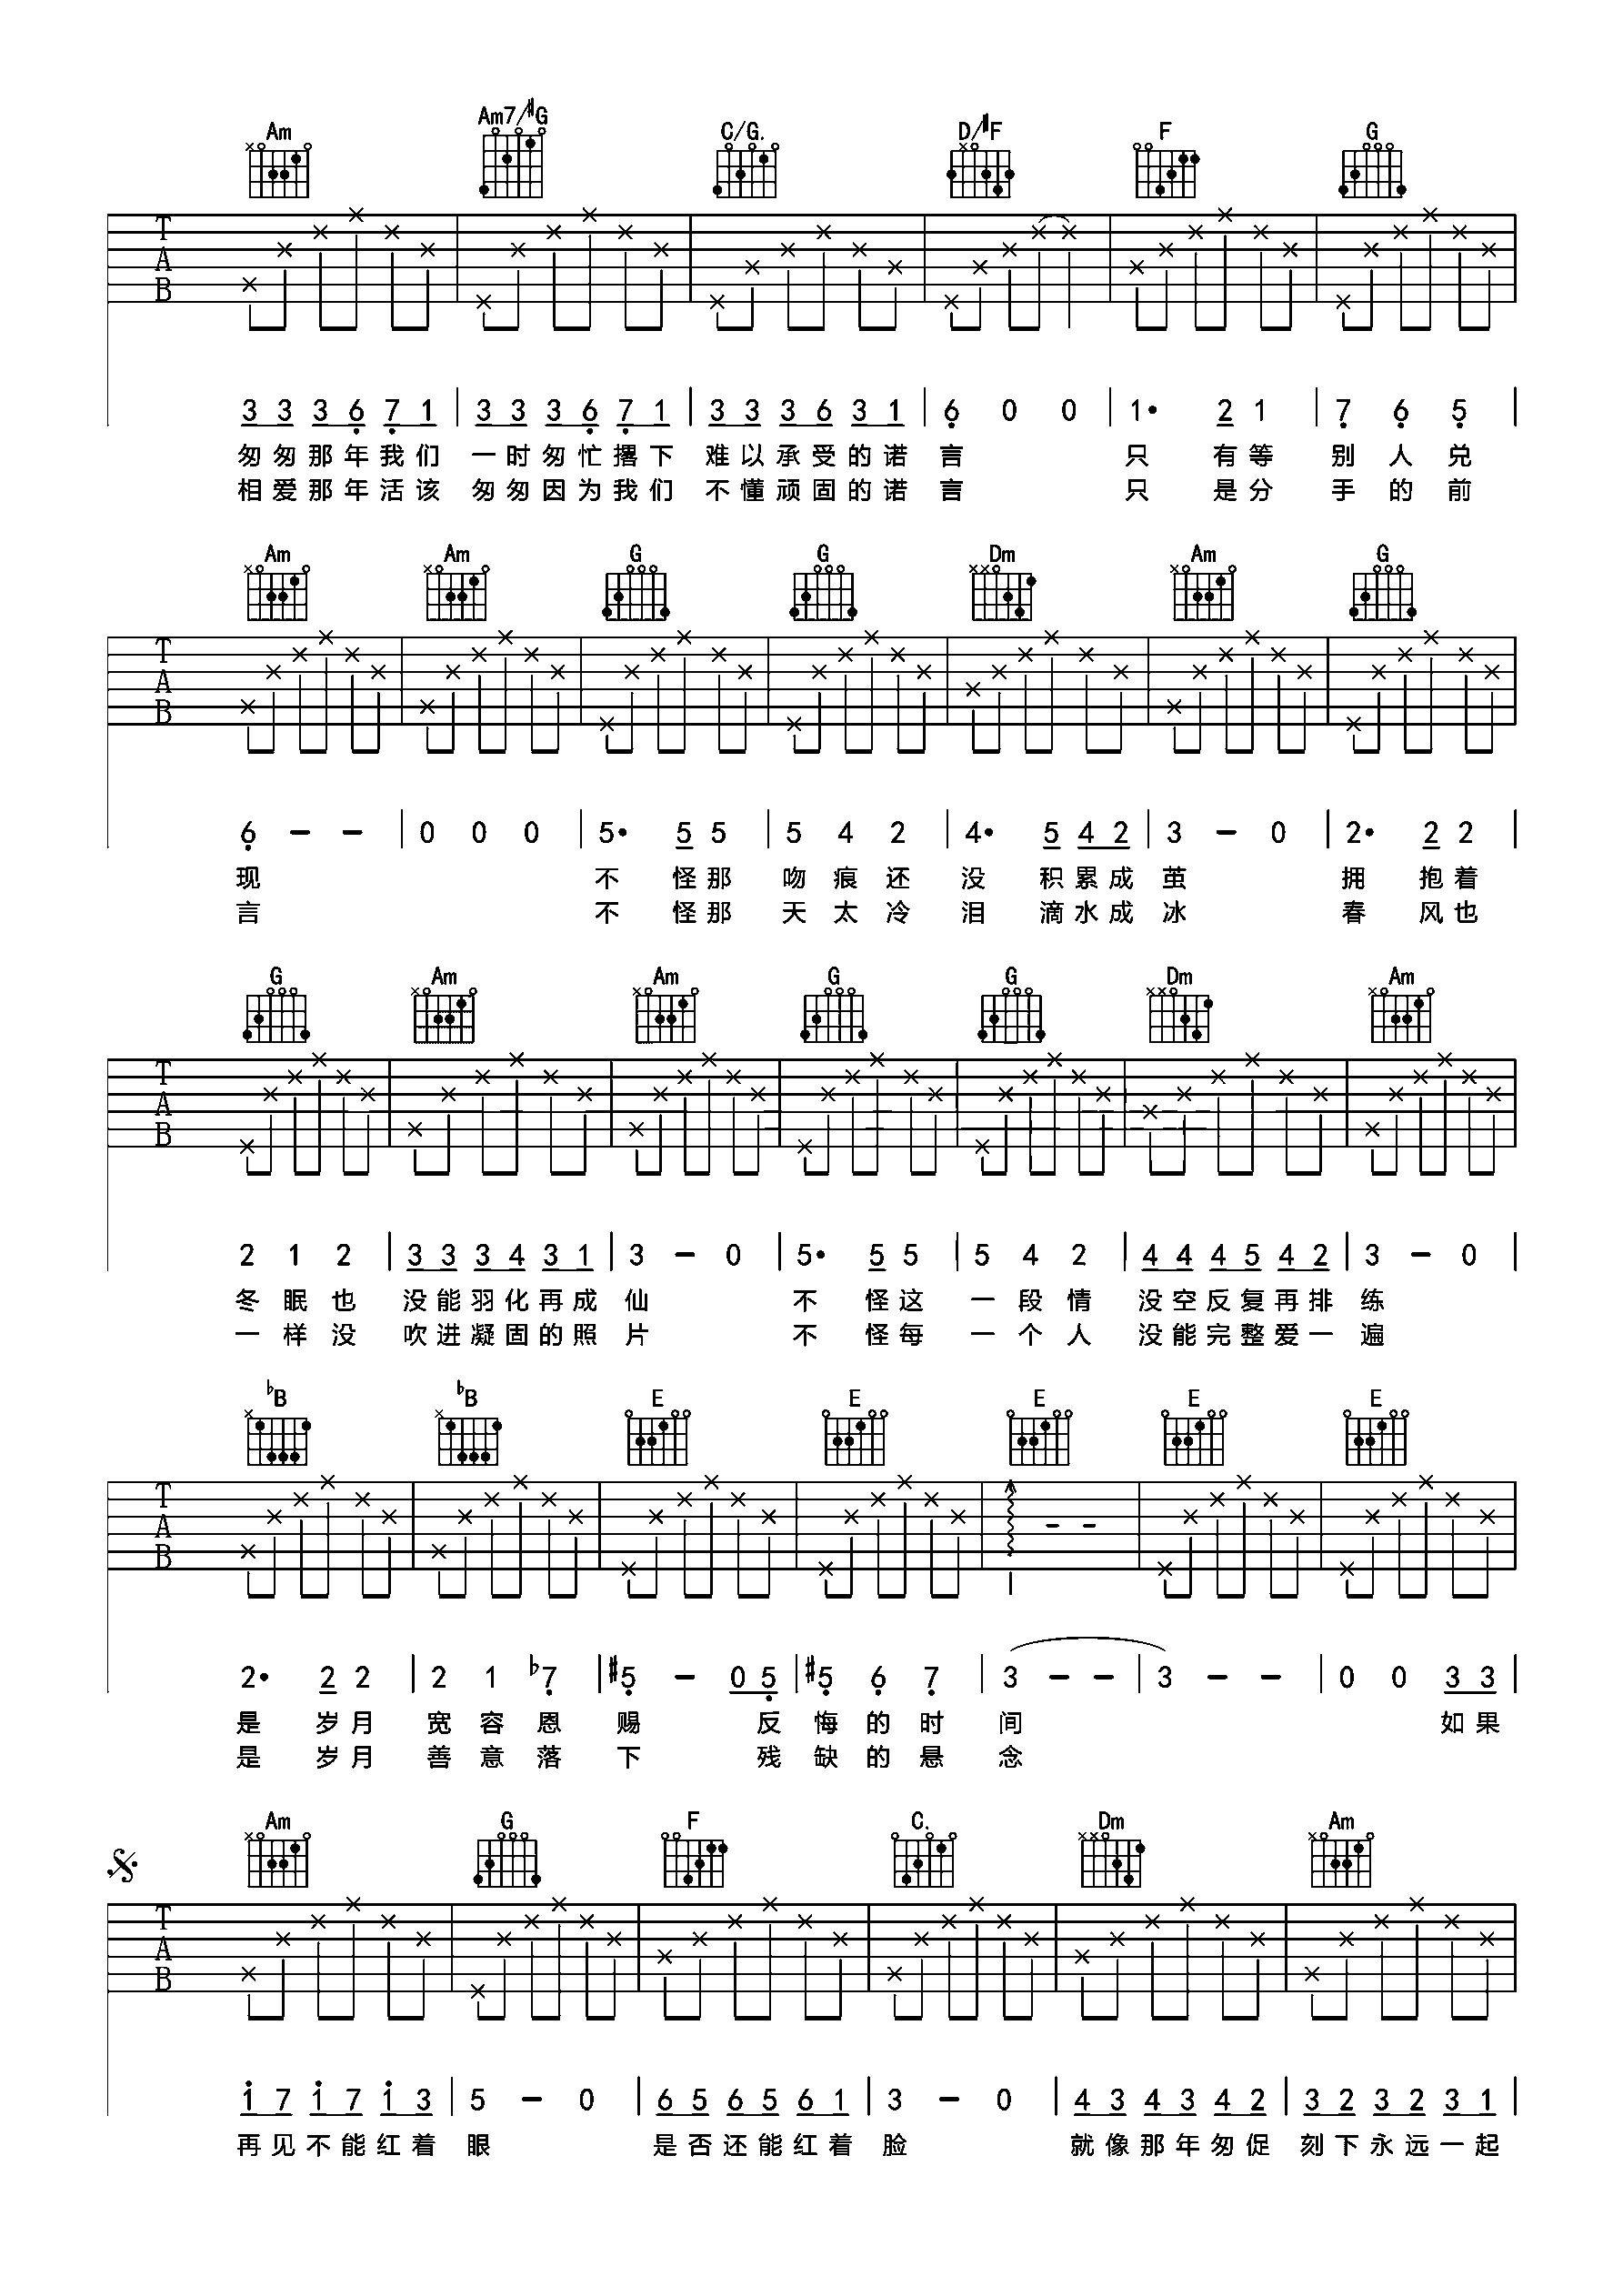 Am Am7/#G C/G. D/#F F G
T
A
B
3 3 3 6 7 1 | 3 3 3 6 7 1 | 3 3 3 6 3 1 | 6 0 0 | 1· 2 1 | 7 6 5 |
匆匆那年我们 一时匆忙撂下 难以承受的诺言 只有等 别人兑
相爱那年活该 匆匆因为我们 不懂顽固的诺言 只是分 手的前
Am Am G G Dm Am G
T
A
B
6 - - | 0 0 0 | 5· 5 5 | 5 4 2 | 4· 5 4 2 | 3 - 0 | 2· 2 2 |
现 不怪那 吻痕还 没积累成 茧 拥抱着
言 不怪那 天太冷 泪滴水成 冰 春风也
G Am Am G G Dm Am
T
A
B
2 1 2 | 3 3 3 4 3 1 | 3 - 0 | 5· 5 5 | 5 4 2 | 4 4 4 5 4 2 | 3 - 0 |
冬眠也 没能羽化再成 仙 不怪这 一段情 没空反复再排 练
一样没 吹进凝固的照 片 不怪每 一个人 没能完整爱一 遍
♭B ♭B E E E E E
T
A
B
2· 2 2 | 2 1 ♭7 | #5 - 0 5 | #5 6 7 | 3 - - | 3 - - | 0 0 3 3 |
是岁月 宽容恩 赐 反 悔的时 间 如果
是岁月 善意落 下 残 缺的悬 念
Am G F C. Dm Am
T
A
B
1 7 1 7 1 3 | 5 - 0 | 6 5 6 5 6 1 | 3 - 0 | 4 3 4 3 4 2 | 3 2 3 2 3 1 |
再见不能红着 眼 是否还能红着 脸 就像那年匆促 刻下永远一起